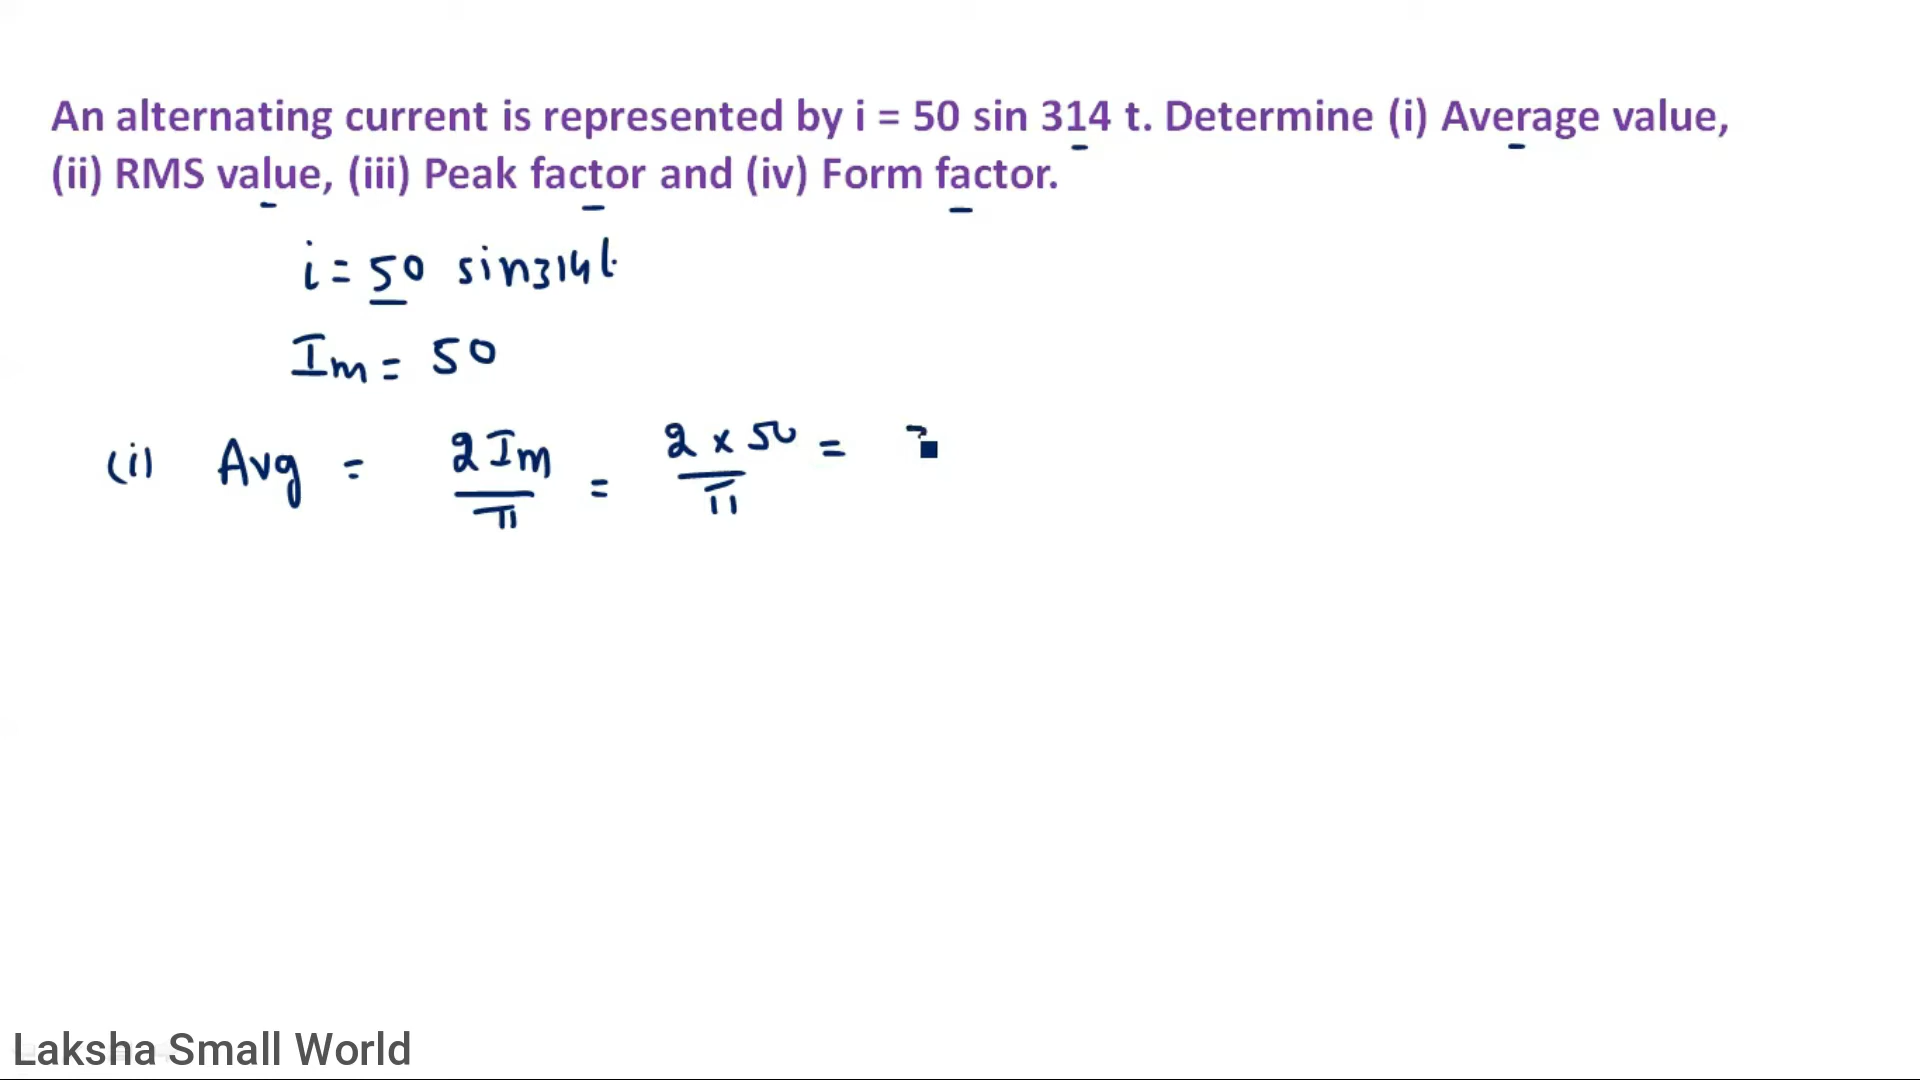 An alternating current is represented by i = 50 sin 314 t. Determine (i) Average value,
(ii) RMS value, (iii) Peak factor and (iv) Form factor.
i = 50 sin314t.
Im = 50
(i) Avg = 2Im/π = 2 x 50/π =
Laksha Small World